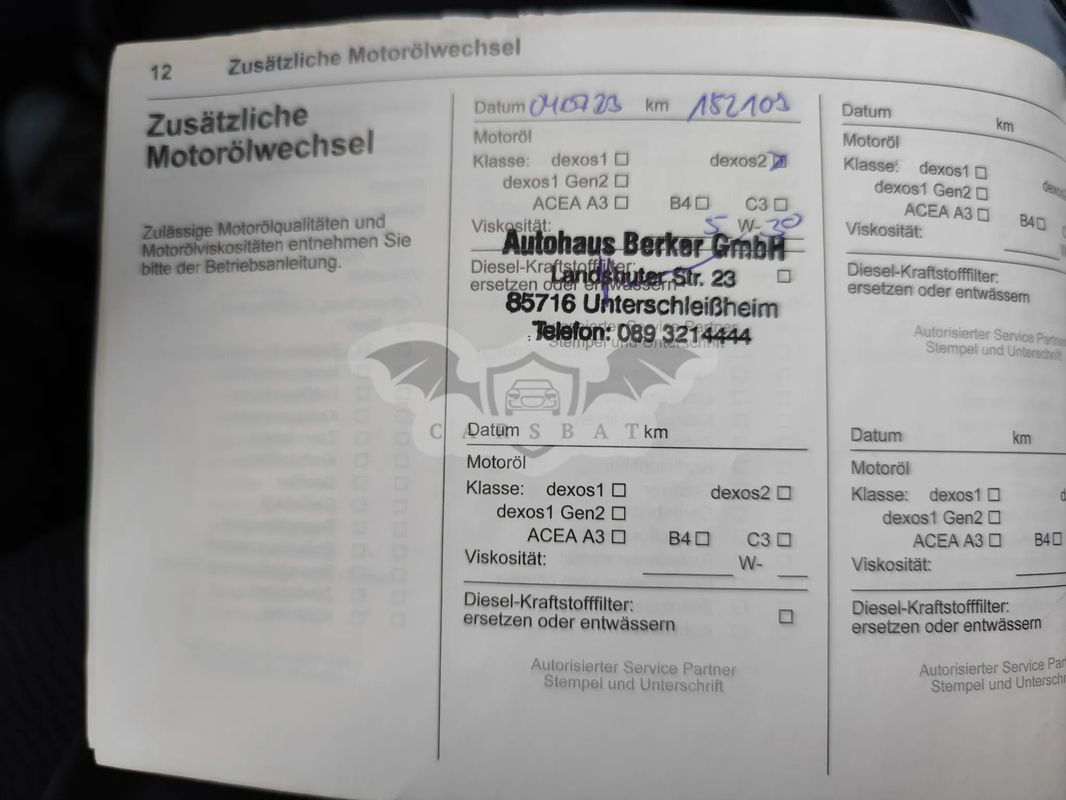 12 Zusätzliche Motorölwechsel
Zusätzliche
Motorölwechsel
Zulässige Motorölqualitäten und
Motorölviskositäten entnehmen Sie
bitte der Betriebsanleitung.
Datum 040723 km 182109
Motoröl
Klasse: dexos1 ☐ dexos2 ☒
dexos1 Gen2 ☐
ACEA A3 ☐ B4 ☐ C3 ☐
Viskosität: 5 W-30
Autohaus Berker GmbH
Diesel-Kraftstofffilter: ☐
Landshuter Str. 23
ersetzen oder entwässern
85716 Unterschleißheim
Telefon: 089 3214444
Autorisierter Service Partner
Stempel und Unterschrift
CARSBAT
Datum km
Motoröl
Klasse: dexos1 ☐ dexos2 ☐
dexos1 Gen2 ☐
ACEA A3 ☐ B4 ☐ C3 ☐
Viskosität: W-
Diesel-Kraftstofffilter: ☐
ersetzen oder entwässern
Autorisierter Service Partner
Stempel und Unterschrift
Datum km
Motoröl
Klasse: dexos1 ☐
dexos1 Gen2 ☐
ACEA A3 ☐ B4 ☐
Viskosität:
Diesel-Kraftstofffilter:
ersetzen oder entwässern
Autorisierter Service Partner
Stempel und Unterschrift
Datum km
Motoröl
Klasse: dexos1 ☐
dexos1 Gen2 ☐
ACEA A3 ☐ B4 ☐
Viskosität:
Diesel-Kraftstofffilter:
ersetzen oder entwässern
Autorisierter Service Par
Stempel und Unterschr